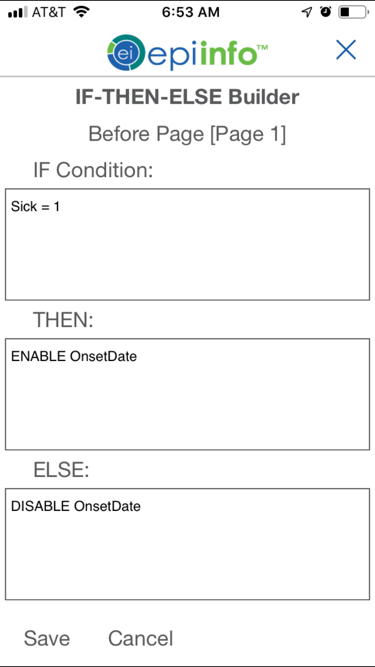 AT&T 6:53 AM
ei epiinfo™
IF-THEN-ELSE Builder
Before Page [Page 1]
IF Condition:
Sick = 1
THEN:
ENABLE OnsetDate
ELSE:
DISABLE OnsetDate
Save Cancel